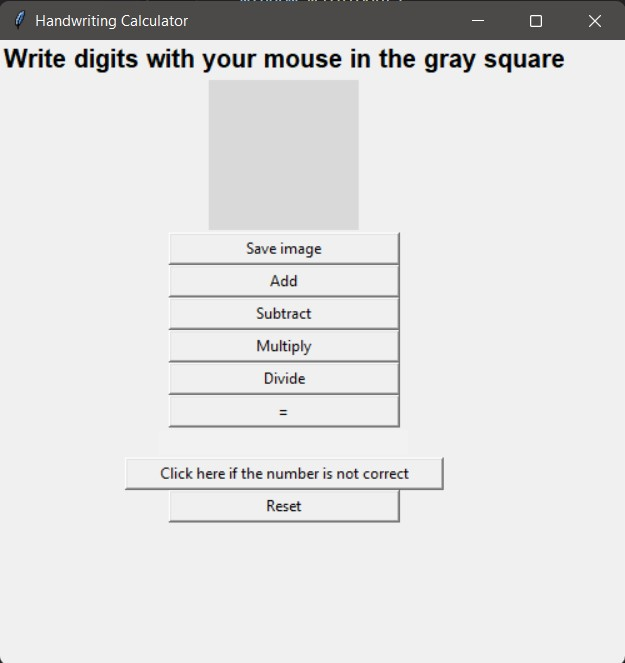 Handwriting Calculator
Write digits with your mouse in the gray square
Save image
Add
Subtract
Multiply
Divide
=
Click here if the number is not correct
Reset